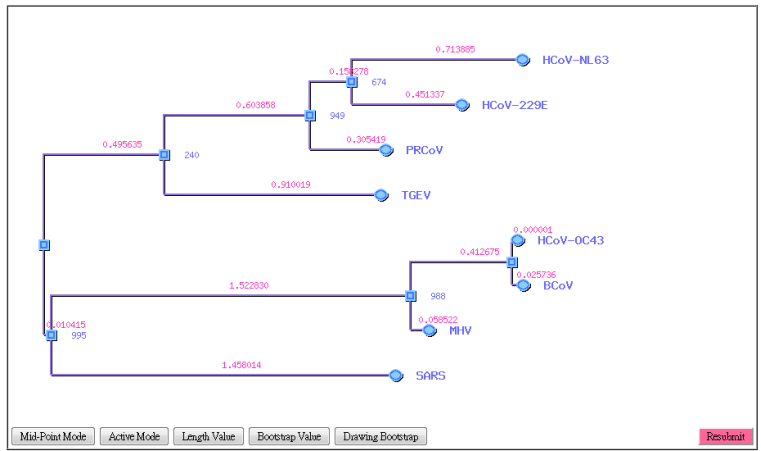 0.713885
HCoV-NL63
0.158278
674
0.451337
HCoV-229E
0.603858
949
0.305419
PRCoV
0.495635
240
0.910019
TGEV
0.000001
HCoV-OC43
0.412675
0.025736
BCoV
1.522830
988
0.058522
MHV
0.010415
995
1.458014
SARS
Mid-Point Mode Active Mode Length Value Bootstrap Value Drawing Bootstrap Resubmit